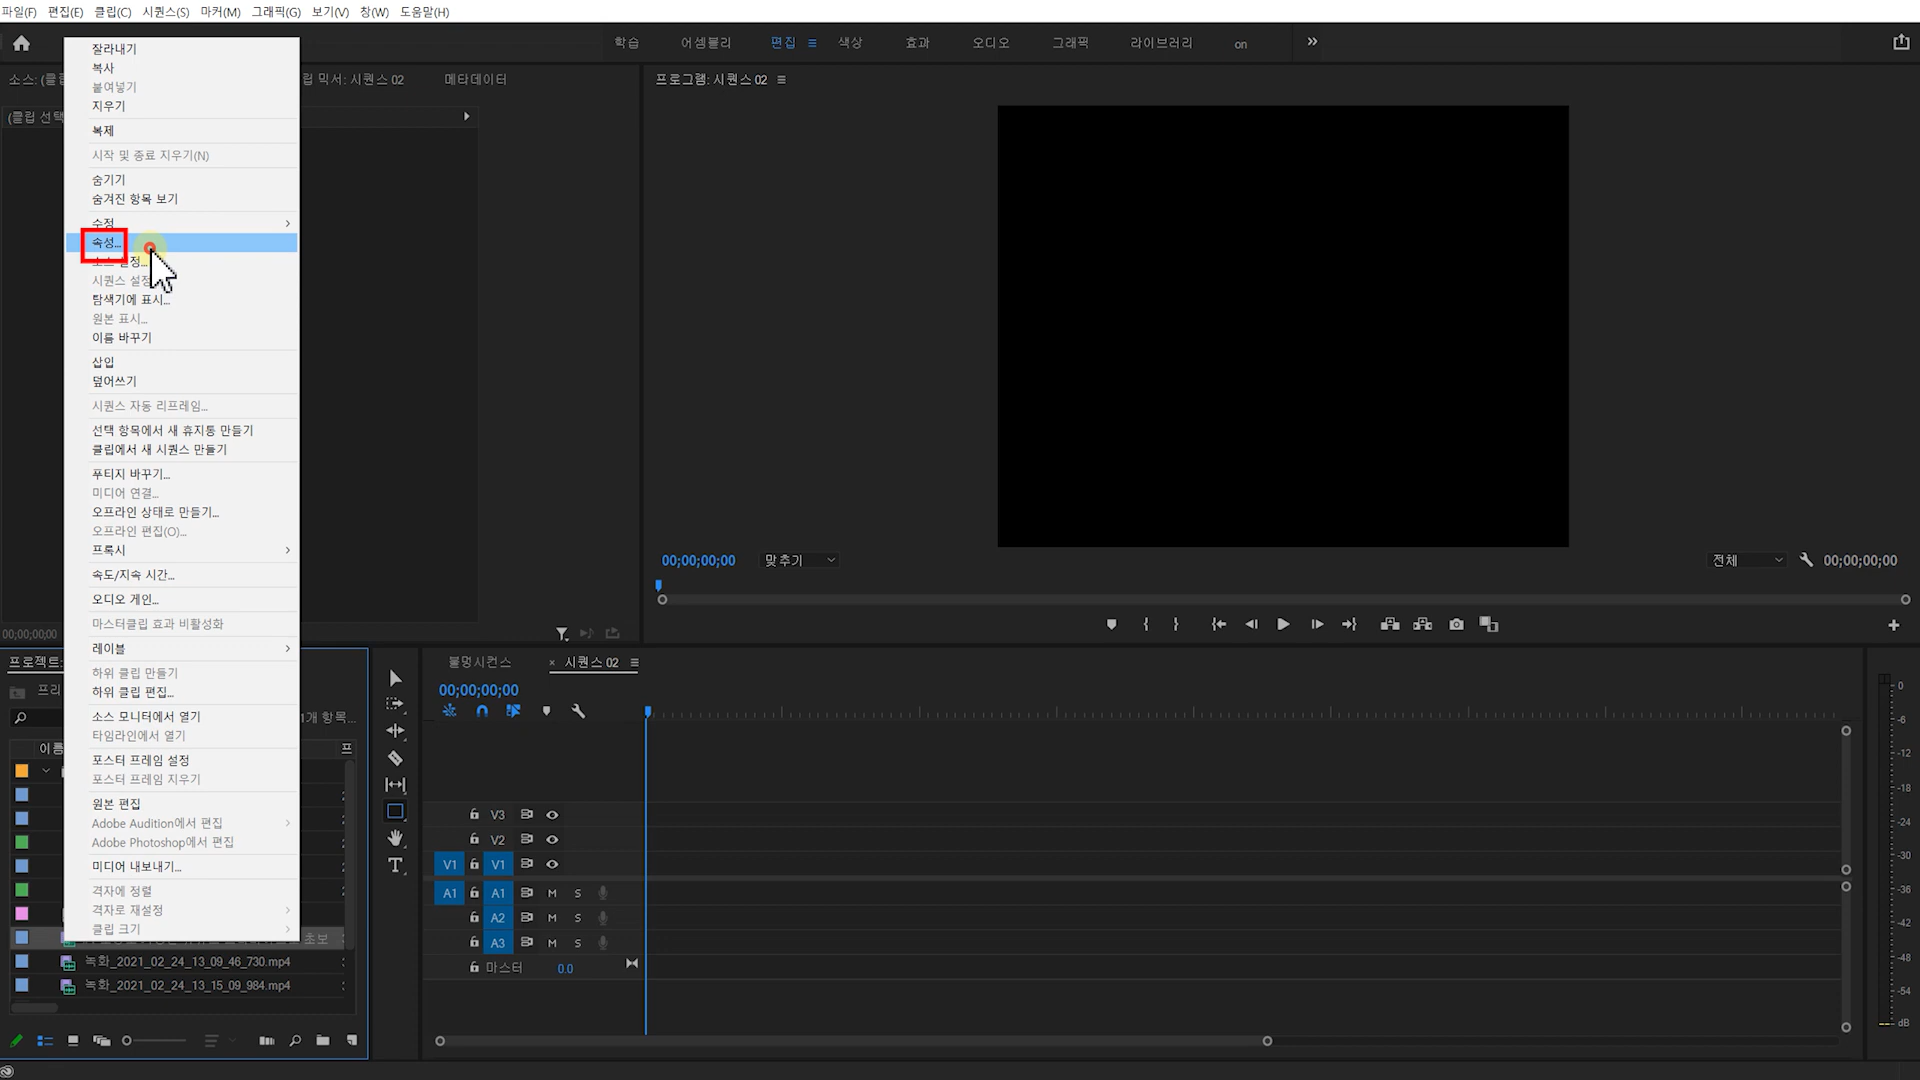 파일(F) 편집(E) 클립(C) 시퀀스(S) 마커(M) 그래픽(G) 보기(V) 창(W) 도움말(H)
학습 어셈블리 편집 색상 효과 오디오 그래픽 라이브러리 on
소스: (클립
클립 믹서: 시퀀스 02 메타데이터
(클립 선택
프로그램: 시퀀스 02
잘라내기
복사
붙여넣기
지우기
복제
시작 및 종료 지우기(N)
숨기기
숨겨진 항목 보기
수정
속성...
소스 설정...
시퀀스 설정
탐색기에 표시...
원본 표시...
이름 바꾸기
삽입
덮어쓰기
시퀀스 자동 리프레임...
선택 항목에서 새 휴지통 만들기
클립에서 새 시퀀스 만들기
푸티지 바꾸기...
미디어 연결...
오프라인 상태로 만들기...
오프라인 편집(O)...
프록시
속도/지속 시간...
오디오 게인...
마스터클립 효과 비활성화
레이블
하위 클립 만들기
하위 클립 편집...
소스 모니터에서 열기
타임라인에서 열기
포스터 프레임 설정
포스터 프레임 지우기
원본 편집
Adobe Audition에서 편집
Adobe Photoshop에서 편집
미디어 내보내기...
격자에 정렬
격자로 재설정
클립 크기
00;00;00;00 맞추기 전체 00;00;00;00
00;00;00;00
프로젝트:
프리
1개 항목...
이름 프
초보
녹화_2021_02_24_13_09_46_730.mp4
녹화_2021_02_24_13_15_09_984.mp4
불멍시컨스 × 시퀀스 02
00;00;00;00
V3
V2
V1 V1
A1 A1 M S
A2 M S
A3 M S
마스터 0.0
0
-6
-12
-18
-24
-30
-36
-42
-48
-54
dB